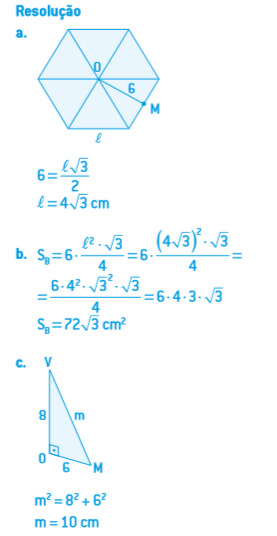 Resolução
a.
O
6
M
ℓ
6 = ℓ√3/2
ℓ = 4√3 cm
b. S_B = 6 · ℓ² · √3/4 = 6 · (4√3)² · √3/4 =
= 6 · 4² · √3² · √3/4 = 6 · 4 · 3 · √3
S_B = 72√3 cm²
c. V
8 m
O
6 M
m² = 8² + 6²
m = 10 cm